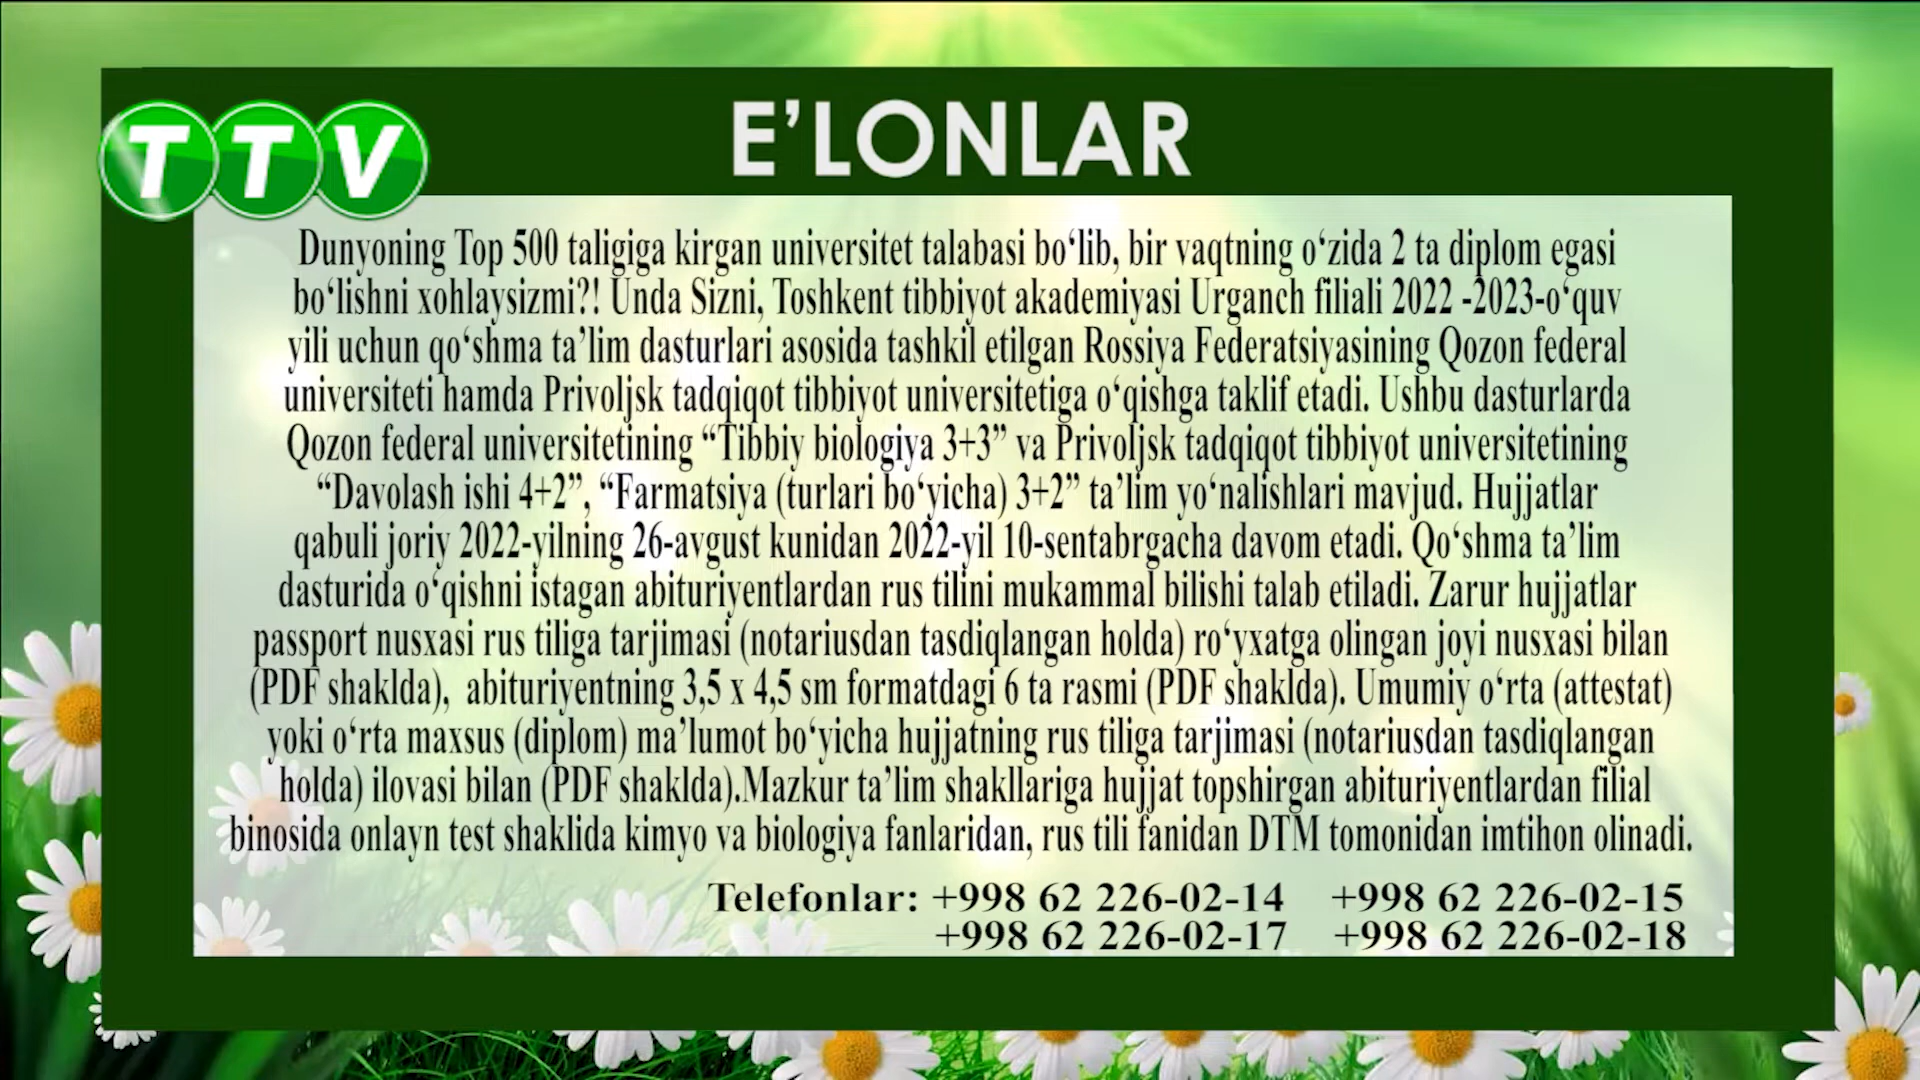 TTV
E’LONLAR
Dunyoning Top 500 taligiga kirgan universitet talabasi bo‘lib, bir vaqtning o‘zida 2 ta diplom egasi
bo‘lishni xohlaysizmi?! Unda Sizni, Toshkent tibbiyot akademiyasi Urganch filiali 2022 -2023-o‘quv
yili uchun qo‘shma ta’lim dasturlari asosida tashkil etilgan Rossiya Federatsiyasining Qozon federal
universiteti hamda Privoljsk tadqiqot tibbiyot universitetiga o‘qishga taklif etadi. Ushbu dasturlarda
Qozon federal universitetining “Tibbiy biologiya 3+3” va Privoljsk tadqiqot tibbiyot universitetining
“Davolash ishi 4+2”, “Farmatsiya (turlari bo‘yicha) 3+2” ta’lim yo‘nalishlari mavjud. Hujjatlar
qabuli joriy 2022-yilning 26-avgust kunidan 2022-yil 10-sentabrgacha davom etadi. Qo‘shma ta’lim
dasturida o‘qishni istagan abituriyentlardan rus tilini mukammal bilishi talab etiladi. Zarur hujjatlar
passport nusxasi rus tiliga tarjimasi (notariusdan tasdiqlangan holda) ro‘yxatga olingan joyi nusxasi bilan
(PDF shaklda),  abituriyentning 3,5 x 4,5 sm formatdagi 6 ta rasmi (PDF shaklda). Umumiy o‘rta (attestat)
yoki o‘rta maxsus (diplom) ma’lumot bo‘yicha hujjatning rus tiliga tarjimasi (notariusdan tasdiqlangan
holda) ilovasi bilan (PDF shaklda).Mazkur ta’lim shakllariga hujjat topshirgan abituriyentlardan filial
binosida onlayn test shaklida kimyo va biologiya fanlaridan, rus tili fanidan DTM tomonidan imtihon olinadi.
Telefonlar: +998 62 226-02-14 +998 62 226-02-15
+998 62 226-02-17 +998 62 226-02-18